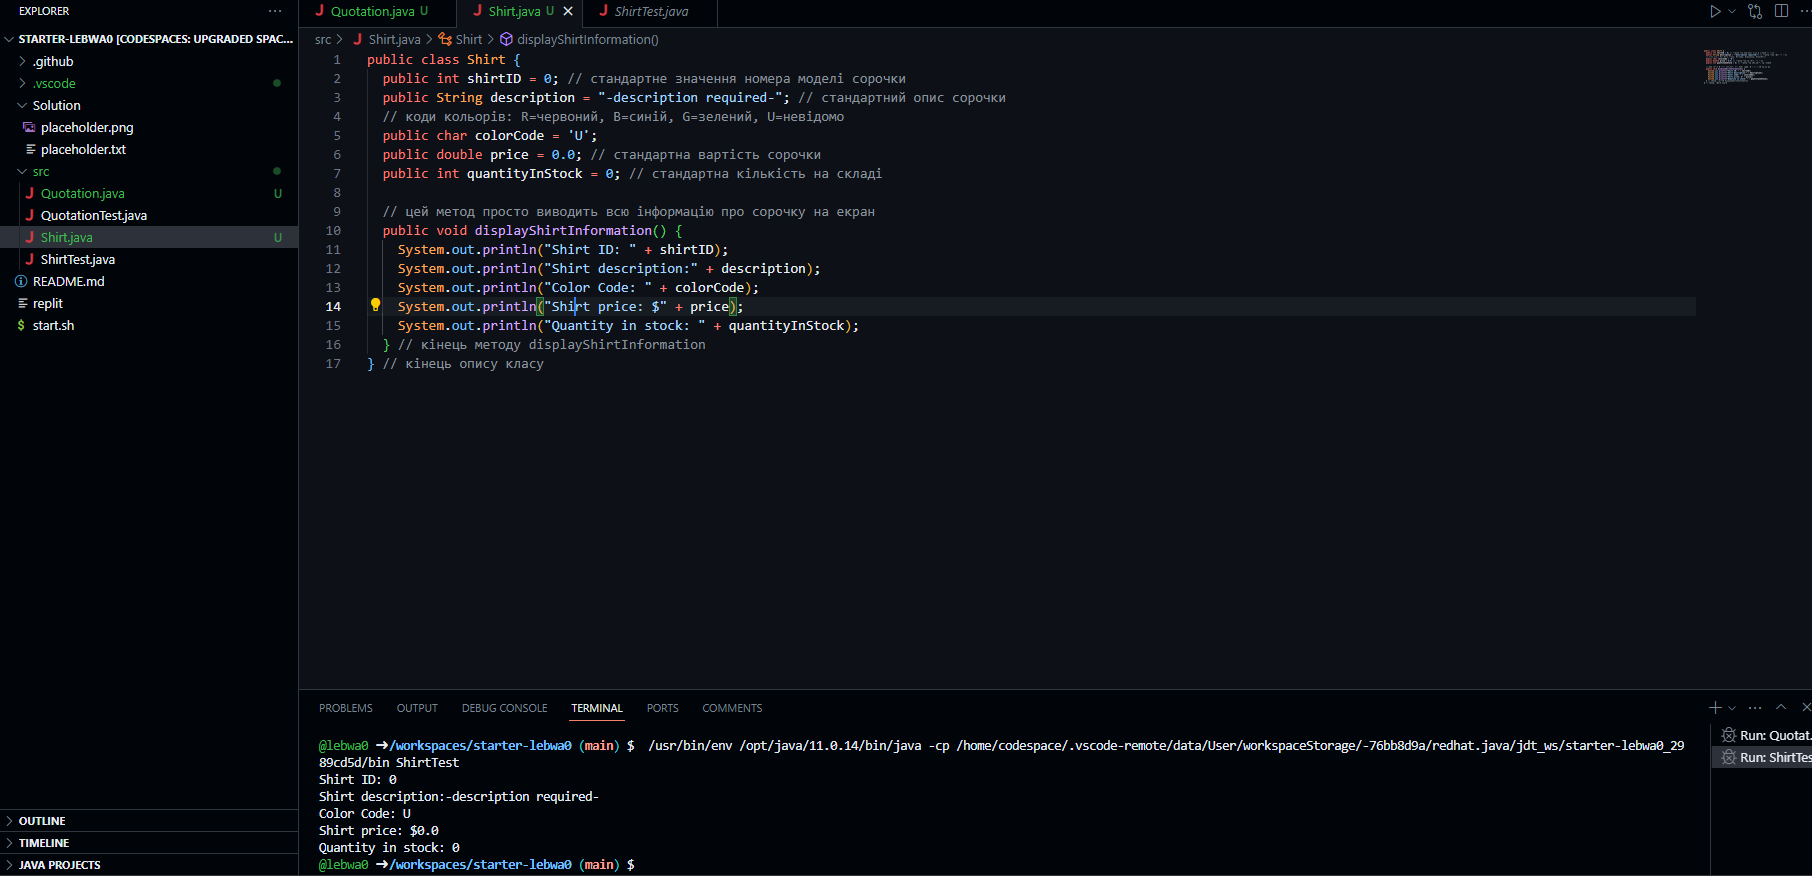 EXPLORER
STARTER-LEBWA0 [CODESPACES: UPGRADED SPAC...
.github
.vscode
Solution
placeholder.png
placeholder.txt
src
Quotation.java U
QuotationTest.java
Shirt.java U
ShirtTest.java
README.md
replit
start.sh
OUTLINE
TIMELINE
JAVA PROJECTS
Quotation.java U
Shirt.java U
ShirtTest.java
src > Shirt.java > Shirt > displayShirtInformation()
1 public class Shirt {
2 public int shirtID = 0; // стандартне значення номера моделі сорочки
3 public String description = "-description required-"; // стандартний опис сорочки
4 // коди кольорів: R=червоний, B=синій, G=зелений, U=невідомо
5 public char colorCode = 'U';
6 public double price = 0.0; // стандартна вартість сорочки
7 public int quantityInStock = 0; // стандартна кількість на складі
8
9 // цей метод просто виводить всю інформацію про сорочку на екран
10 public void displayShirtInformation() {
11 System.out.println("Shirt ID: " + shirtID);
12 System.out.println("Shirt description:" + description);
13 System.out.println("Color Code: " + colorCode);
14 System.out.println("Shirt price: $" + price);
15 System.out.println("Quantity in stock: " + quantityInStock);
16 } // кінець методу displayShirtInformation
17 } // кінець опису класу
PROBLEMS OUTPUT DEBUG CONSOLE TERMINAL PORTS COMMENTS
@lebwa0 ➜/workspaces/starter-lebwa0 (main) $ /usr/bin/env /opt/java/11.0.14/bin/java -cp /home/codespace/.vscode-remote/data/User/workspaceStorage/-76bb8d9a/redhat.java/jdt_ws/starter-lebwa0_29
89cd5d/bin ShirtTest
Shirt ID: 0
Shirt description:-description required-
Color Code: U
Shirt price: $0.0
Quantity in stock: 0
@lebwa0 ➜/workspaces/starter-lebwa0 (main) $
Run: Quotat.
Run: ShirtTes